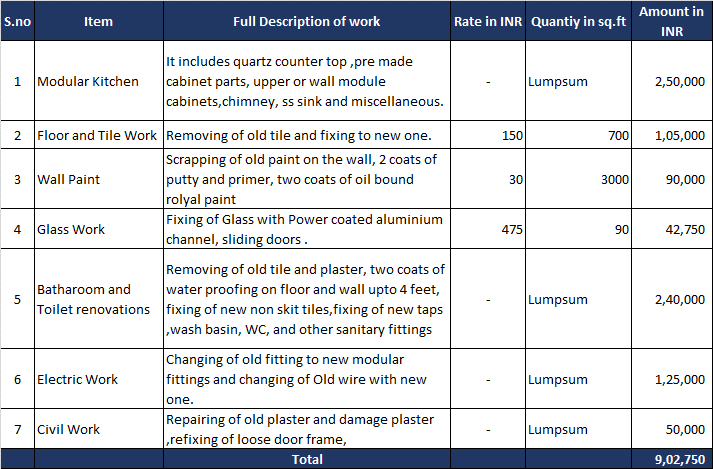 S.no Item Full Description of work Rate in INR Quantiy in sq.ft Amount in
INR
It includes quartz counter top ,pre made
1 Modular Kitchen cabinet parts, upper or wall module - Lumpsum 2,50,000
cabinets,chimney, ss sink and miscellaneous.
2 Floor and Tile Work Removing of old tile and fixing to new one. 150 700 1,05,000
Scrapping of old paint on the wall, 2 coats of
3 Wall Paint putty and primer, two coats of oil bound 30 3000 90,000
rolyal paint
4 Glass Work Fixing of Glass with Power coated aluminium 475 90 42,750
channel, sliding doors .
Removing of old tile and plaster, two coats of
5 Batharoom and water proofing on floor and wall upto 4 feet, - Lumpsum 2,40,000
Toilet renovations fixing of new non skit tiles,fixing of new taps
,wash basin, WC, and other sanitary fittings
Changing of old fitting to new modular
6 Electric Work fittings and changing of Old wire with new - Lumpsum 1,25,000
one.
7 Civil Work Repairing of old plaster and damage plaster - Lumpsum 50,000
,refixing of loose door frame,
Total 9,02,750